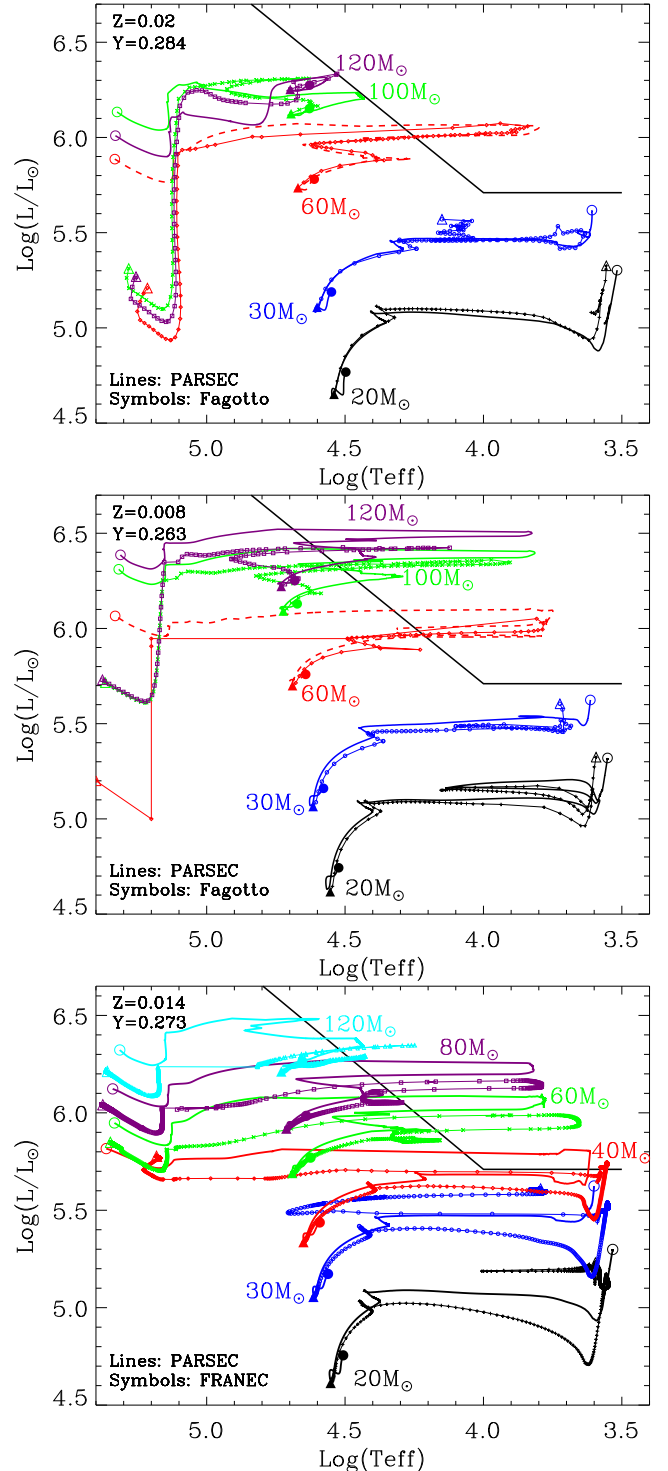 Z=0.02
Y=0.284
6.5
120M☉
100M☉
6.0
Log(L/L☉)
60M☉
5.5
30M☉
5.0
Lines: PARSEC
Symbols: Fagotto
20M☉
4.5
5.0 4.5 4.0 3.5
Log(Teff)
Z=0.008
Y=0.263
120M☉
6.5
100M☉
6.0
Log(L/L☉)
60M☉
5.5
30M☉
5.0
Lines: PARSEC
Symbols: Fagotto
20M☉
4.5
5.0 4.5 4.0 3.5
Log(Teff)
Z=0.014
Y=0.273
6.5
120M☉
80M☉
60M☉
6.0
Log(L/L☉)
40M☉
5.5
30M☉
5.0
Lines: PARSEC
Symbols: FRANEC
20M☉
4.5
5.0 4.5 4.0 3.5
Log(Teff)